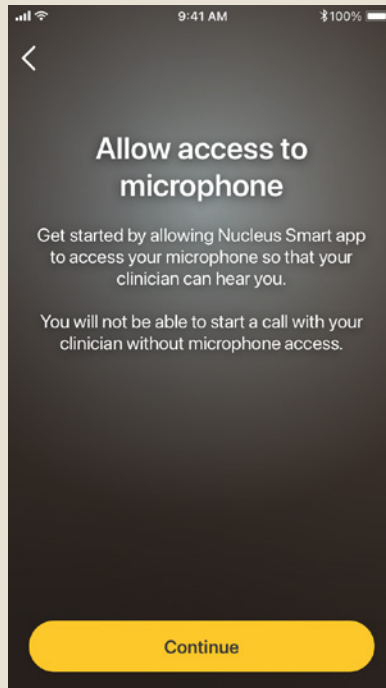 9:41 AM
100%
Allow access to
microphone
Get started by allowing Nucleus Smart app
to access your microphone so that your
clinician can hear you.
You will not be able to start a call with your
clinician without microphone access.
Continue